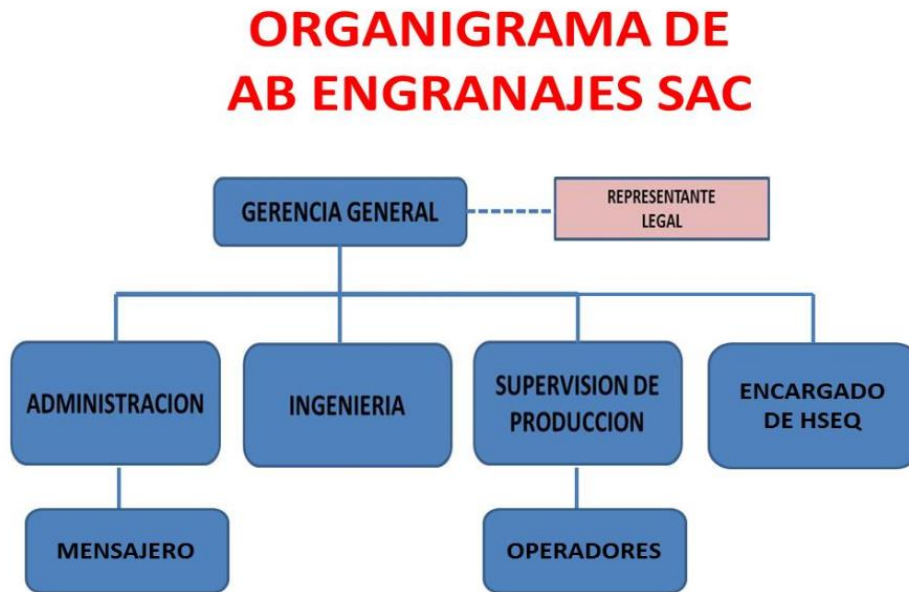 ORGANIGRAMA DE
AB ENGRANAJES SAC
GERENCIA GENERAL
REPRESENTANTE
LEGAL
ADMINISTRACION
INGENIERIA
SUPERVISION DE
PRODUCCION
ENCARGADO
DE HSEQ
MENSAJERO
OPERADORES